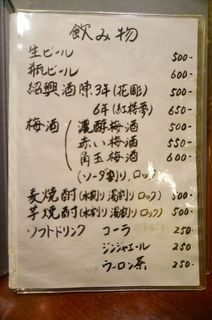 飲み物
生ビール 500-
瓶ビール 600-
紹興酒 陳3年(花彫) 500-
6年(紅琴) 650-
梅酒 濃醇梅酒 500-
赤い梅酒 550-
角玉梅酒 600-
(ソーダ割り、ロック)
麦焼酎(水割り 湯割り ロック) 500-
芋焼酎(水割り 湯割り ロック) 500-
ソフトドリンク コーラ 250-
ジンジャエール 250-
ウーロン茶 250-